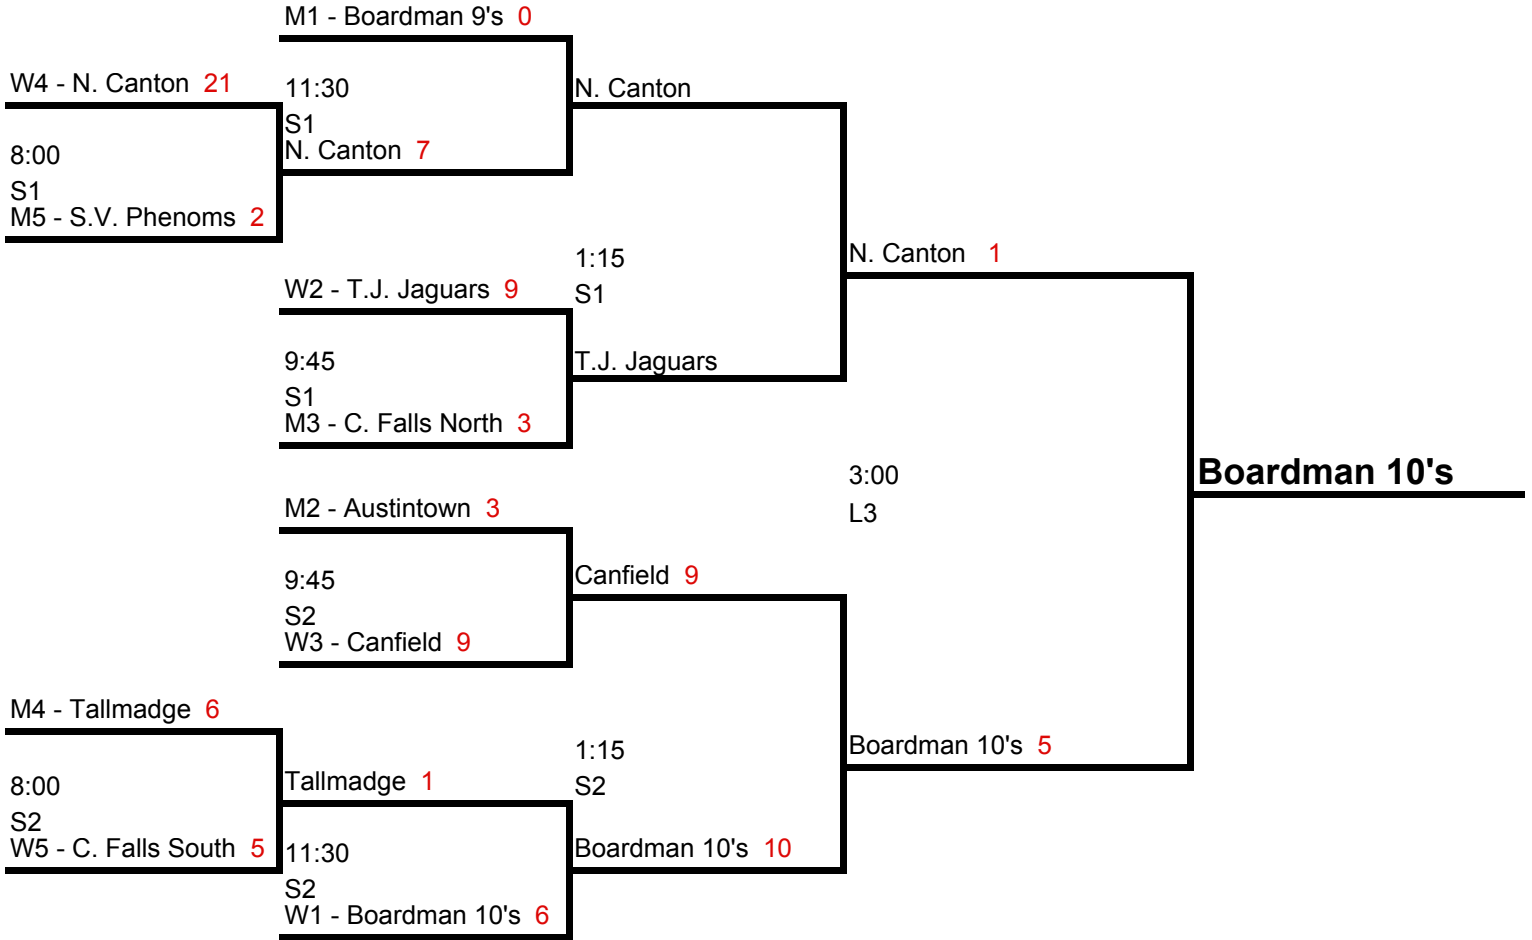 M1 - Boardman 9's 0
W4 - N. Canton 21
11:30
S1
N. Canton
8:00
S1
N. Canton 7
M5 - S.V. Phenoms 2
1:15
S1
N. Canton 1
W2 - T.J. Jaguars 9
9:45
S1
T.J. Jaguars
M3 - C. Falls North 3
3:00
L3
Boardman 10's
M2 - Austintown 3
9:45
S2
Canfield 9
W3 - Canfield 9
M4 - Tallmadge 6
1:15
S2
Boardman 10's 5
8:00
S2
Tallmadge 1
W5 - C. Falls South 5
11:30
S2
Boardman 10's 10
W1 - Boardman 10's 6